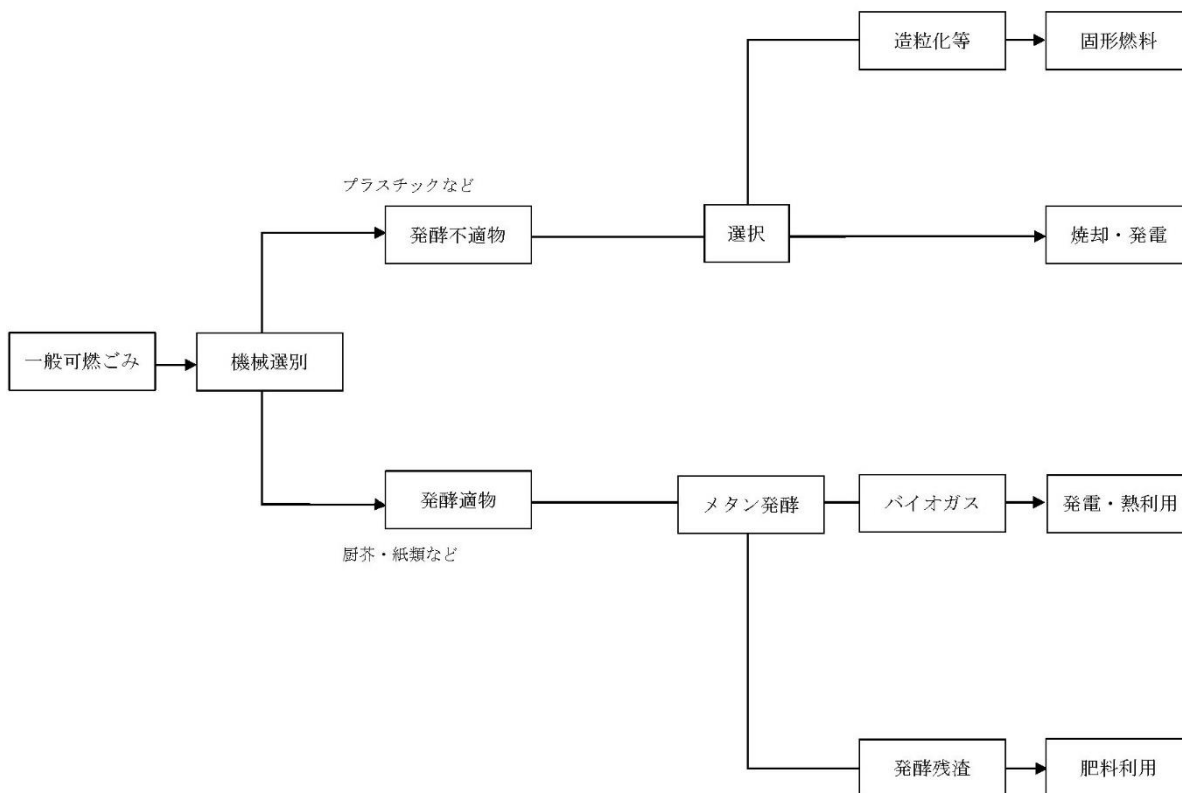 造粒化等
固形燃料
プラスチックなど
発酵不適物
選択
焼却・発電
一般可燃ごみ
機械選別
発酵適物
メタン発酵
バイオガス
発電・熱利用
厨芥・紙類など
発酵残渣
肥料利用